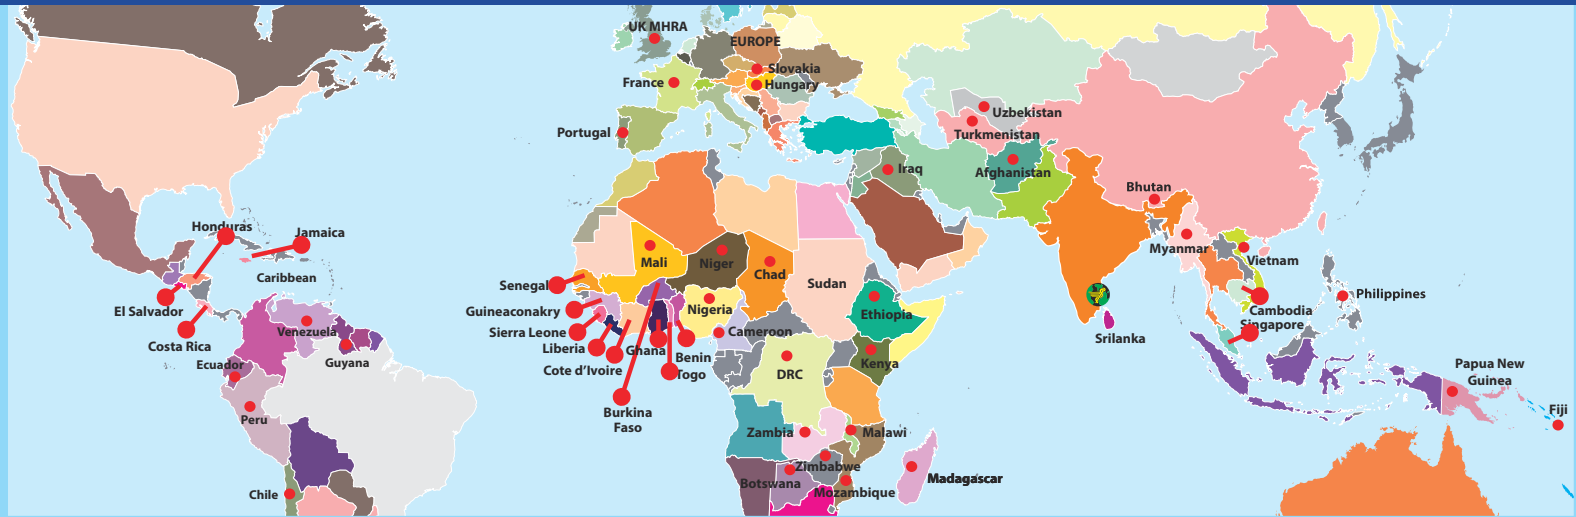 UK MHRA
EUROPE
Slovakia
France
Hungary
Uzbekistan
Portugal
Turkmenistan
Iraq
Afghanistan
Bhutan
Honduras
Jamaica
Myanmar
Vietnam
Mali
Niger
Chad
Caribbean
Senegal
Sudan
Philippines
El Salvador
Guineaconakry
Nigeria
Ethiopia
Cambodia
Singapore
Venezuela
Sierra Leone
Cameroon
Srilanka
Costa Rica
Liberia
Ghana
Benin
Ecuador
Guyana
Cote d’Ivoire
Togo
DRC
Kenya
Papua New
Guinea
Burkina
Faso
Fiji
Peru
Zambia
Malawi
Zimbabwe
Botswana
Madagascar
Chile
Mozambique